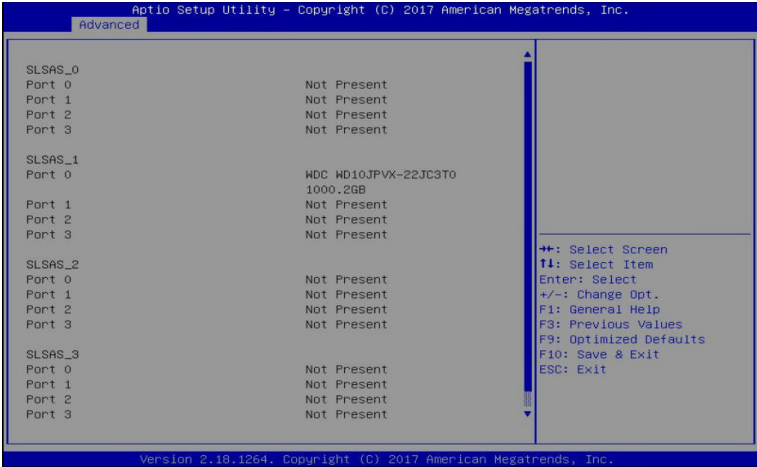 Aptio Setup Utility – Copyright (C) 2017 American Megatrends, Inc.
Advanced
SLSAS_0
Port 0 Not Present
Port 1 Not Present
Port 2 Not Present
Port 3 Not Present
SLSAS_1
Port 0 WDC WD10JPVX-22JC3T0
1000.2GB
Port 1 Not Present
Port 2 Not Present
Port 3 Not Present
SLSAS_2
Port 0 Not Present
Port 1 Not Present
Port 2 Not Present
Port 3 Not Present
SLSAS_3
Port 0 Not Present
Port 1 Not Present
Port 2 Not Present
Port 3 Not Present
→←: Select Screen
↑↓: Select Item
Enter: Select
+/-: Change Opt.
F1: General Help
F3: Previous Values
F9: Optimized Defaults
F10: Save & Exit
ESC: Exit
Version 2.18.1264. Copyright (C) 2017 American Megatrends, Inc.